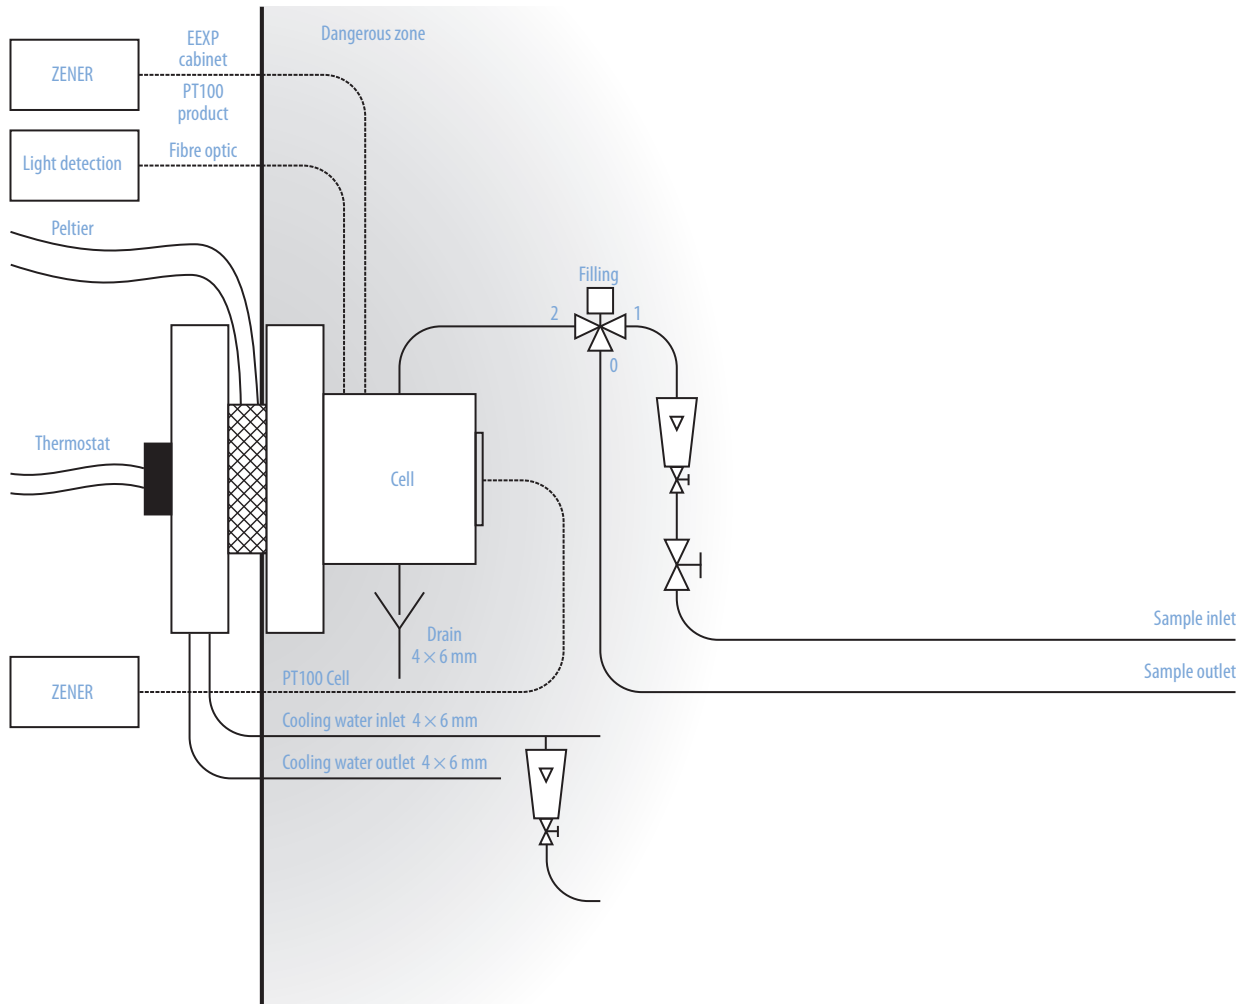 EEXP
cabinet
Dangerous zone
ZENER
PT100
product
Light detection
Fibre optic
Peltier
Filling
2
1
0
Thermostat
Cell
Sample inlet
Drain
4 × 6 mm
Sample outlet
PT100 Cell
ZENER
Cooling water inlet 4 × 6 mm
Cooling water outlet 4 × 6 mm